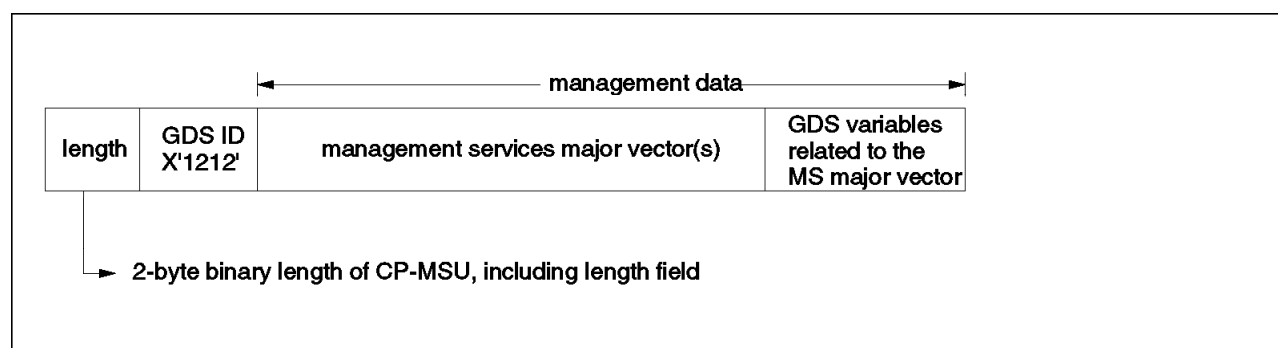 management data
length
GDS ID
X'1212'
management services major vector(s)
GDS variables
related to the
MS major vector
2-byte binary length of CP-MSU, including length field